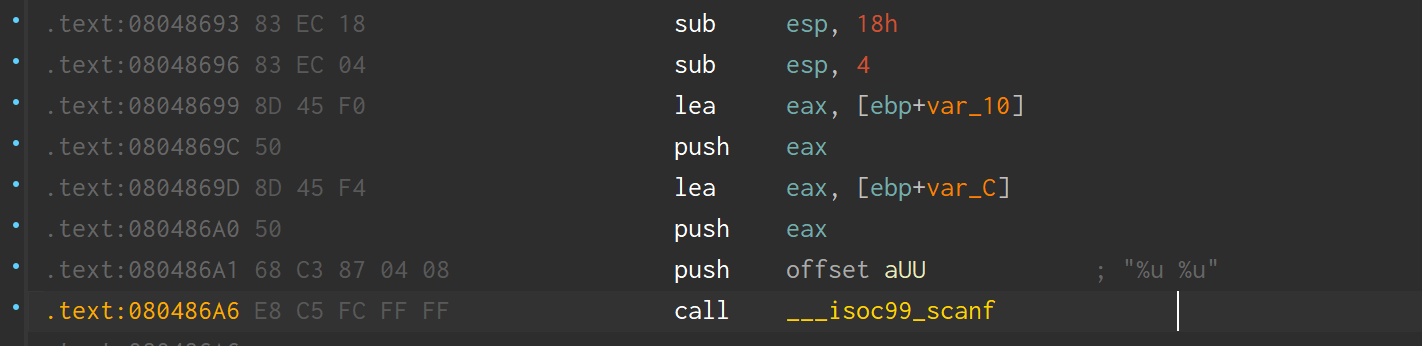 .text:08048693 83 EC 18 sub esp, 18h
.text:08048696 83 EC 04 sub esp, 4
.text:08048699 8D 45 F0 lea eax, [ebp+var_10]
.text:0804869C 50 push eax
.text:0804869D 8D 45 F4 lea eax, [ebp+var_C]
.text:080486A0 50 push eax
.text:080486A1 68 C3 87 04 08 push offset aUU ; "%u %u"
.text:080486A6 E8 C5 FC FF FF call ___isoc99_scanf